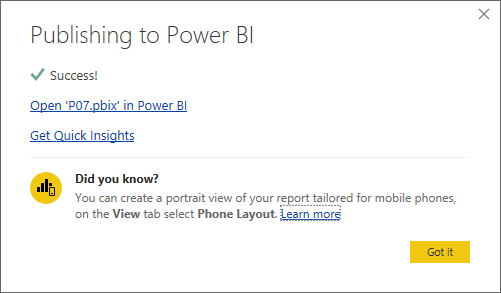 Publishing to Power BI
Success!
Open 'P07.pbix' in Power BI
Get Quick Insights
Did you know?
You can create a portrait view of your report tailored for mobile phones,
on the View tab select Phone Layout. Learn more
Got it